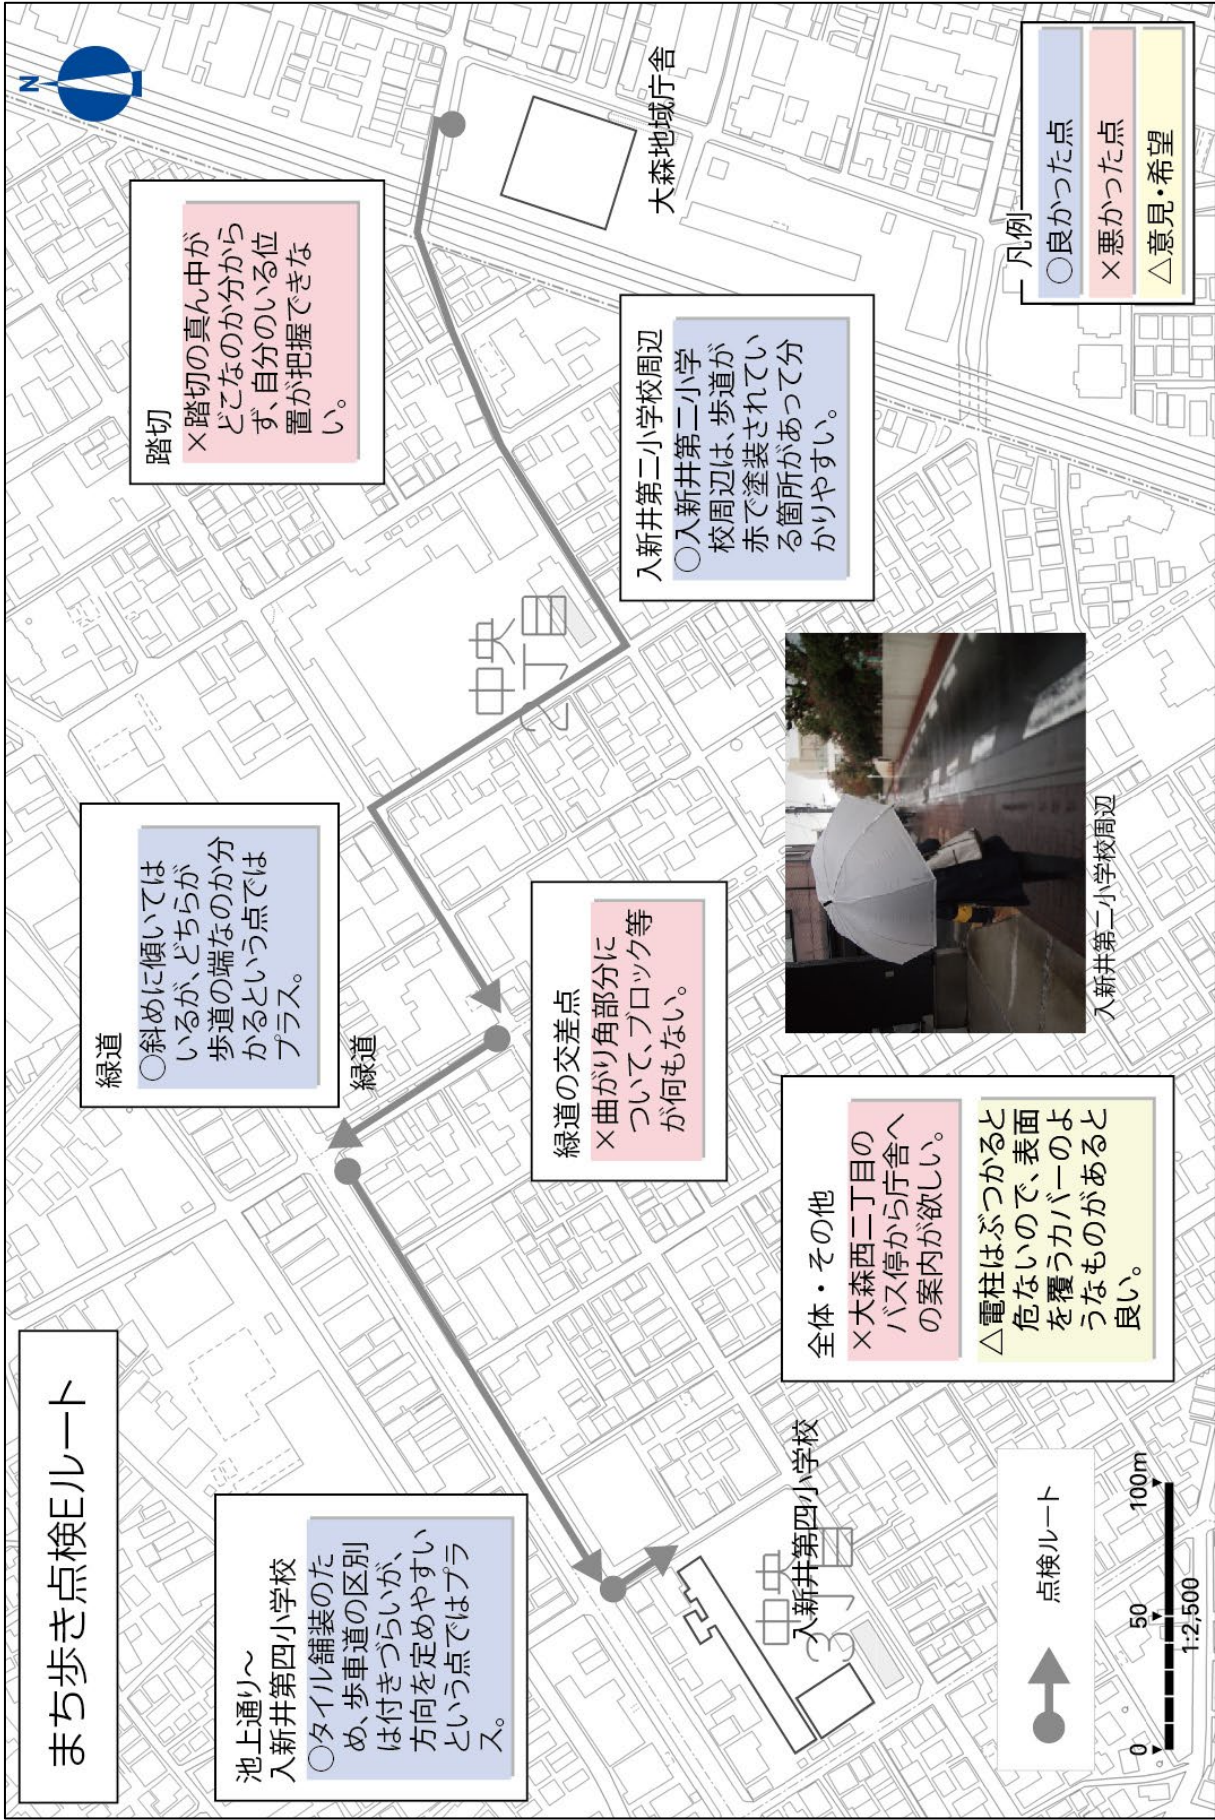 まち歩き点検Eルート
N
池上通り～
入新井第四小学校
○タイル舗装のた
め、歩車道の区別
は付きづらいが、
方向を定めやすい
という点ではプラ
ス。
緑道
○斜めに傾いては
いるが、どちらが
歩道の端なのか分
かるという点では
プラス。
緑道
踏切
×踏切の真ん中が
どこなのか分から
ず、自分のいる位
置が把握できな
い。
大森地域庁舎
中央
2丁目
緑道の交差点
×曲がり角部分に
ついて、ブロック等
が何もない。
入新井第二小学校周辺
○入新井第二小学
校周辺は、歩道が
赤で塗装されてい
る箇所があって分
かりやすい。
中央
3丁目
入新井第四小学校
全体・その他
×大森西二丁目の
バス停から庁舎へ
の案内が欲しい。
△電柱はぶつかると
危ないので、表面
を覆うカバーのよ
うなものがあると
良い。
入新井第二小学校周辺
点検ルート
0 50 100m
1:2,500
凡例
○良かった点
×悪かった点
△意見・希望